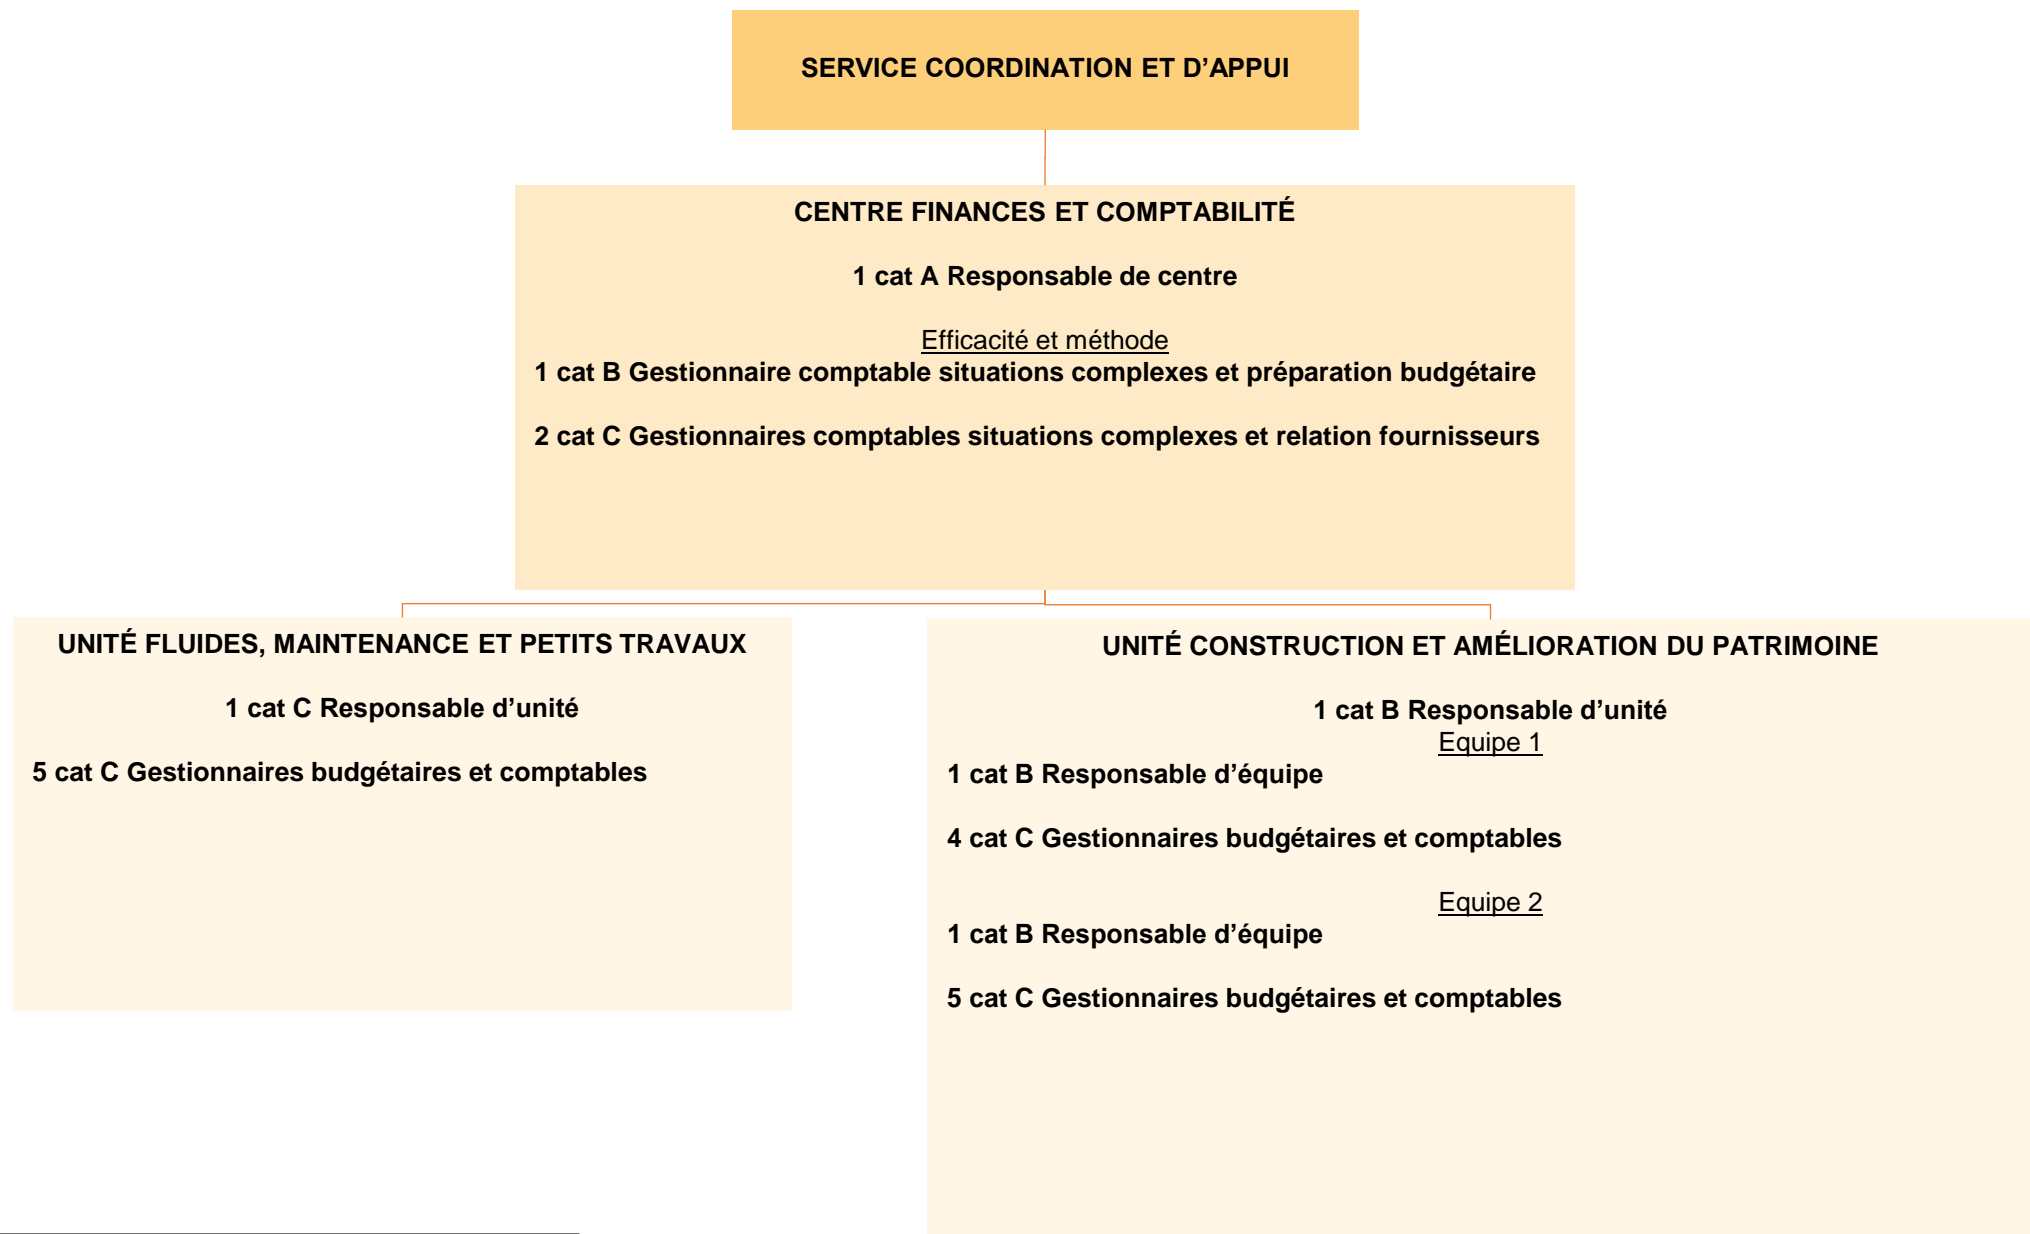 SERVICE COORDINATION ET D’APPUI
CENTRE FINANCES ET COMPTABILITÉ
1 cat A Responsable de centre
Efficacité et méthode
1 cat B Gestionnaire comptable situations complexes et préparation budgétaire
2 cat C Gestionnaires comptables situations complexes et relation fournisseurs
UNITÉ FLUIDES, MAINTENANCE ET PETITS TRAVAUX
1 cat C Responsable d’unité
5 cat C Gestionnaires budgétaires et comptables
UNITÉ CONSTRUCTION ET AMÉLIORATION DU PATRIMOINE
1 cat B Responsable d’unité
Equipe 1
1 cat B Responsable d’équipe
4 cat C Gestionnaires budgétaires et comptables
Equipe 2
1 cat B Responsable d’équipe
5 cat C Gestionnaires budgétaires et comptables